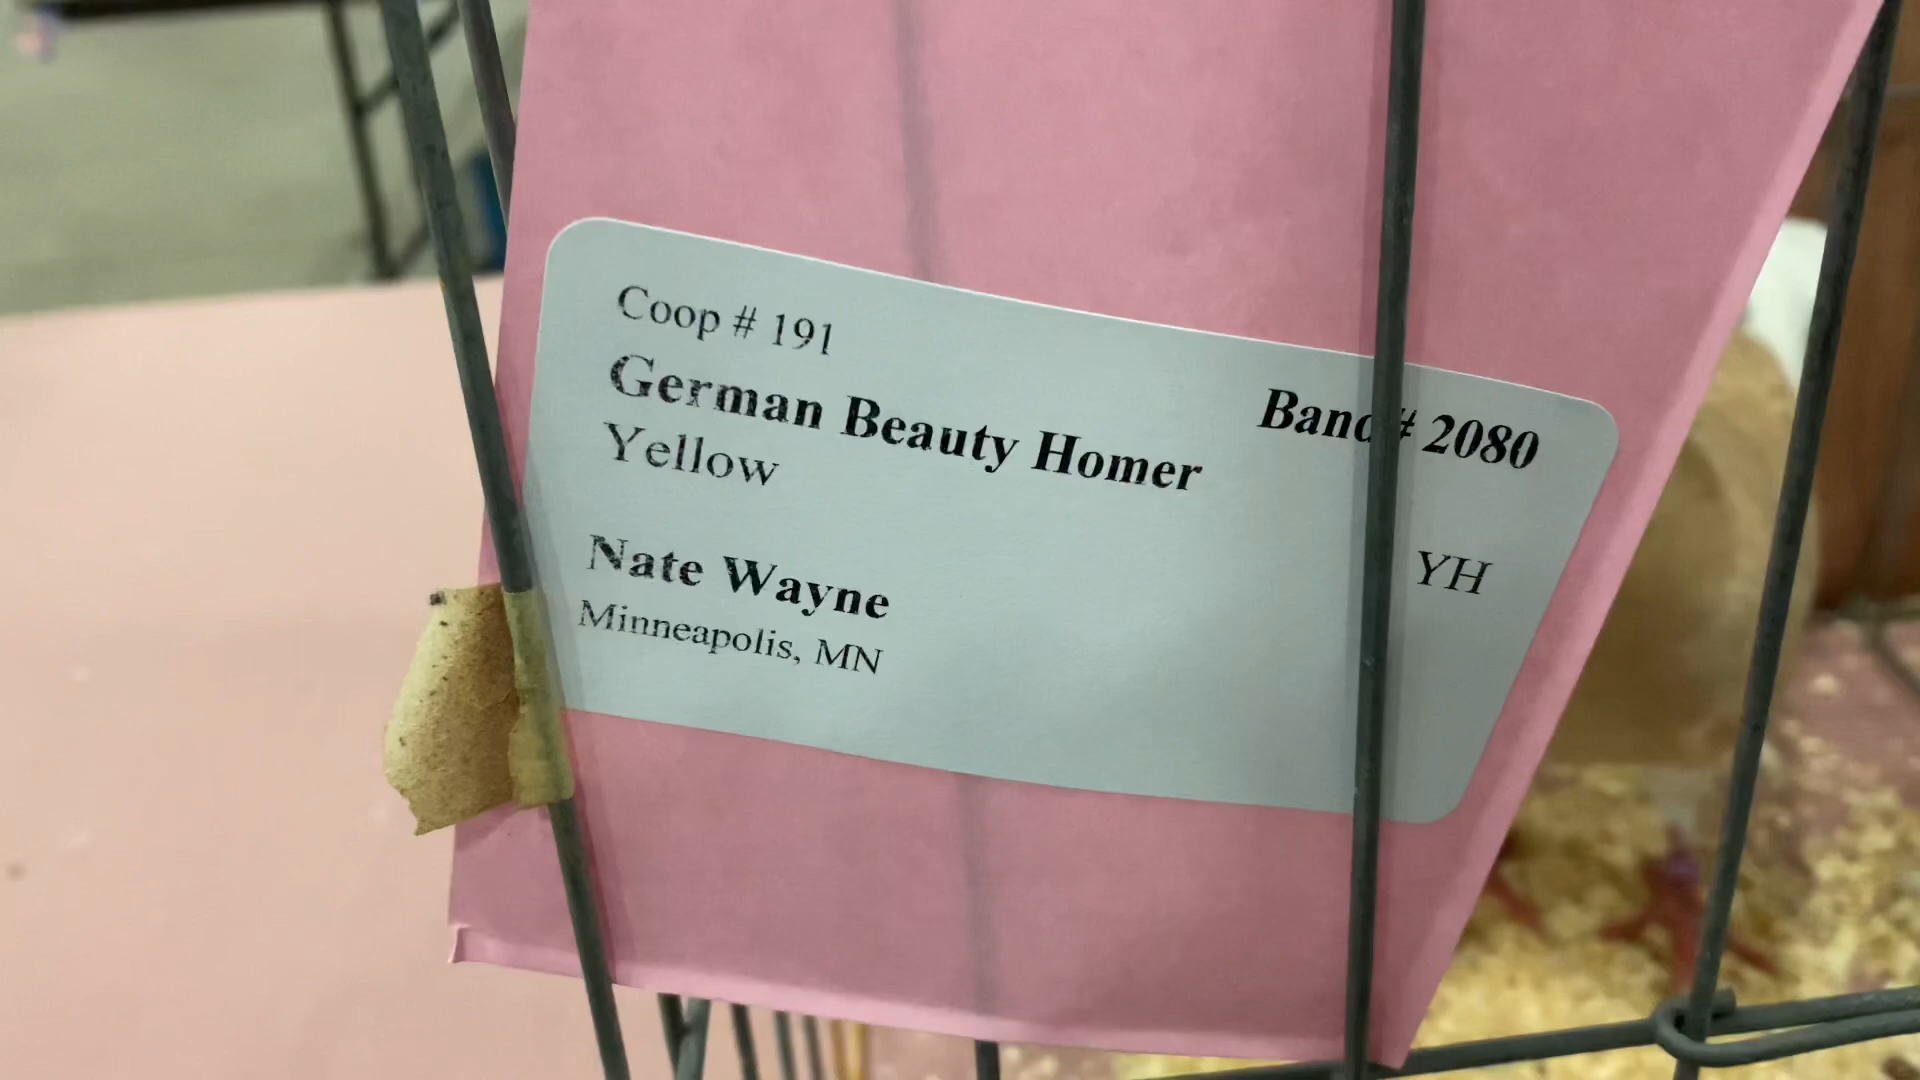 Coop # 191
German Beauty Homer
Band # 2080
Yellow
Nate Wayne
YH
Minneapolis, MN